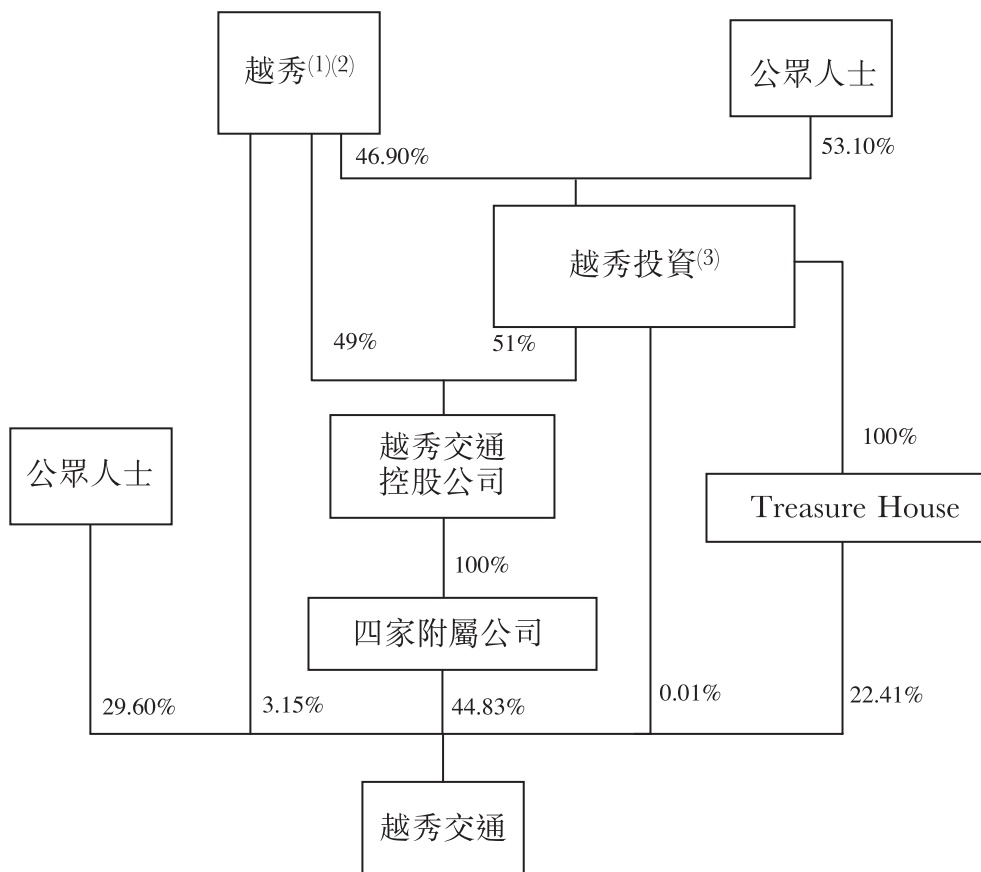 越秀(1)(2)
公眾人士
46.90%
53.10%
越秀投資(3)
49%
51%
100%
公眾人士
越秀交通
控股公司
Treasure House
100%
四家附屬公司
29.60%
3.15%
44.83%
0.01%
22.41%
越秀交通